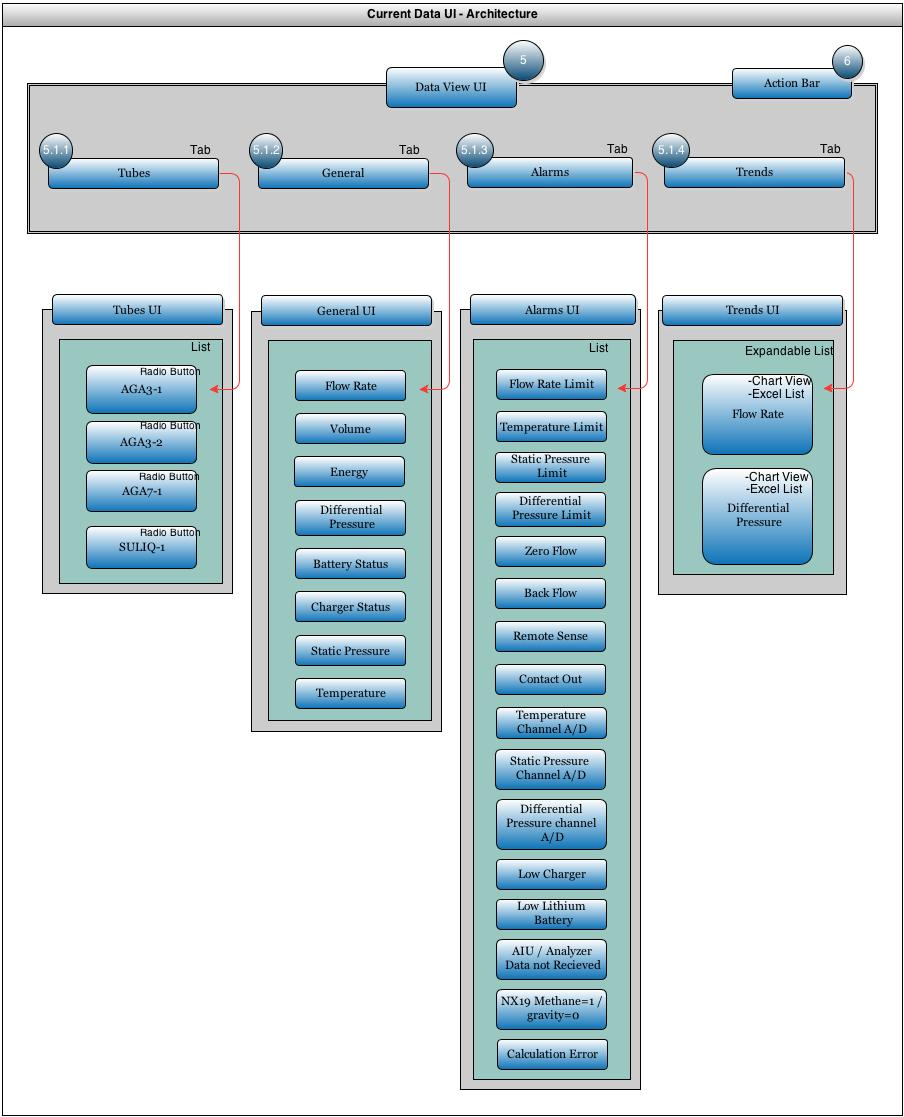 Current Data UI - Architecture
5
Data View UI
6
Action Bar
5.1.1
Tab
Tubes
5.1.2
Tab
General
5.1.3
Tab
Alarms
5.1.4
Tab
Trends
Tubes UI
List
Radio Button
AGA3-1
Radio Button
AGA3-2
Radio Button
AGA7-1
Radio Button
SULIQ-1
General UI
Flow Rate
Volume
Energy
Differential
Pressure
Battery Status
Charger Status
Static Pressure
Temperature
Alarms UI
List
Flow Rate Limit
Temperature Limit
Static Pressure
Limit
Differential
Pressure Limit
Zero Flow
Back Flow
Remote Sense
Contact Out
Temperature
Channel A/D
Static Pressure
Channel A/D
Differential
Pressure channel
A/D
Low Charger
Low Lithium
Battery
AIU / Analyzer
Data not Recieved
NX19 Methane=1 /
gravity=0
Calculation Error
Trends UI
Expandable List
-Chart View
-Excel List
Flow Rate
-Chart View
-Excel List
Differential
Pressure